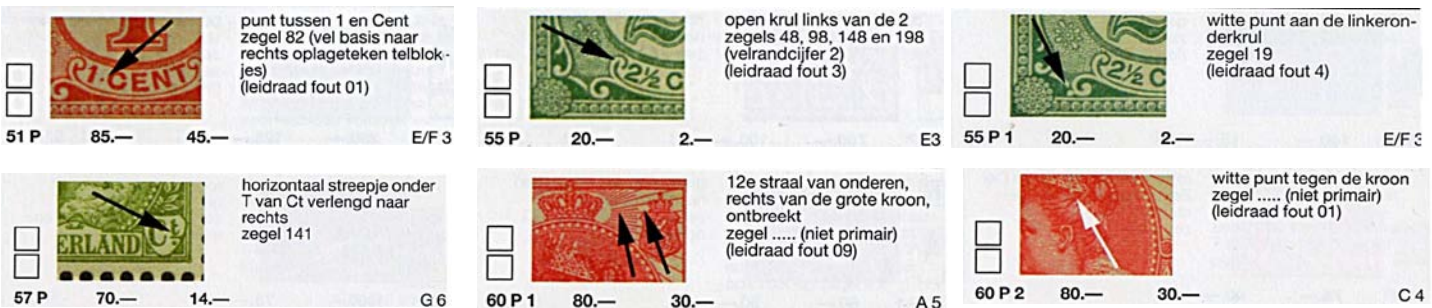 1·CENT
punt tussen 1 en Cent
zegel 82 (vel basis naar
rechts oplageteken telblok-
jes)
(leidraad fout 01)
51 P 85.— 45.— E/F 3
2½ C
open krul links van de 2
zegels 48, 98, 148 en 198
(velrandcijfer 2)
(leidraad fout 3)
55 P 20.— 2.— E3
2½ C
witte punt aan de linkeron-
derkrul
zegel 19
(leidraad fout 4)
55 P 1 20.— 2.— E/F 3
ERLAND Ct
horizontaal streepje onder
T van Ct verlengd naar
rechts
zegel 141
57 P 70.— 14.— G 6
12e straal van onderen,
rechts van de grote kroon,
ontbreekt
zegel ..... (niet primair)
(leidraad fout 09)
60 P 1 80.— 30.— A 5
witte punt tegen de kroon
zegel ..... (niet primair)
(leidraad fout 01)
60 P 2 80.— 30.— C 4